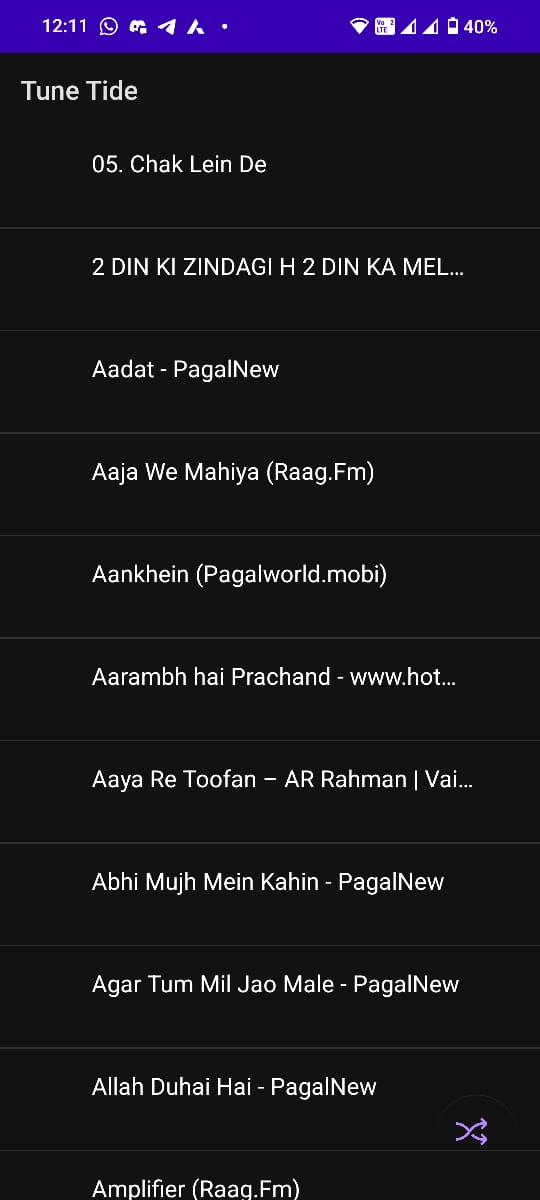 12:11
Vo 2
LTE
40%
Tune Tide
05. Chak Lein De
2 DIN KI ZINDAGI H 2 DIN KA MEL...
Aadat - PagalNew
Aaja We Mahiya (Raag.Fm)
Aankhein (Pagalworld.mobi)
Aarambh hai Prachand - www.hot...
Aaya Re Toofan – AR Rahman | Vai...
Abhi Mujh Mein Kahin - PagalNew
Agar Tum Mil Jao Male - PagalNew
Allah Duhai Hai - PagalNew
Amplifier (Raag.Fm)